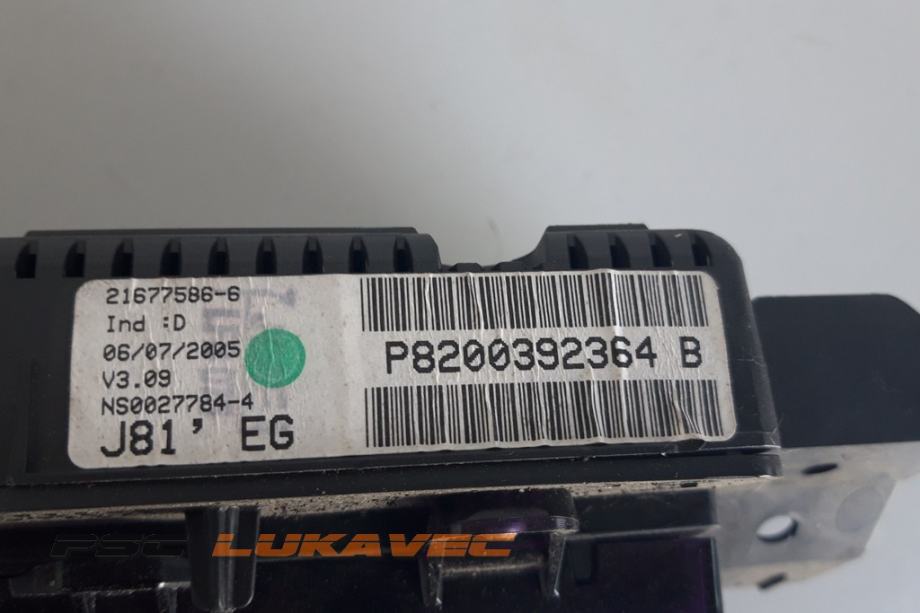 21677586-6
Ind :D
06/07/2005
V3.09
NS0027784-4
J81' EG
P8200392364 B
PSC LUKAVEC